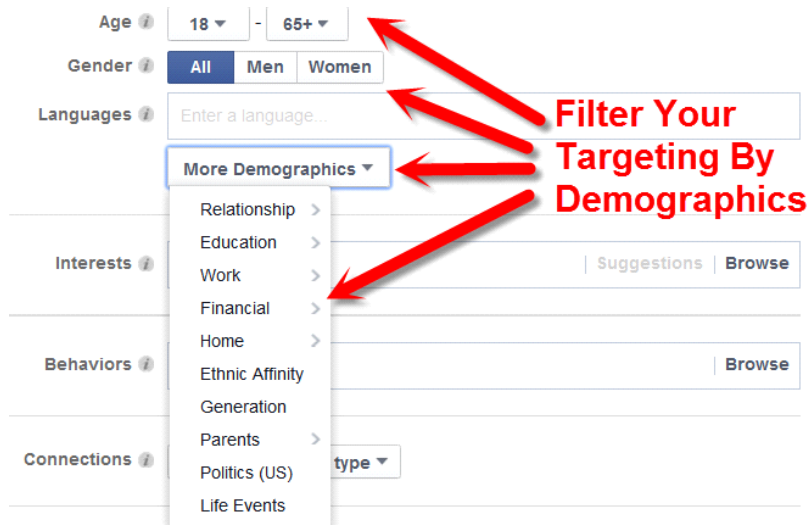 Age i 18 - 65+
Gender i All Men Women
Languages i Enter a language...
Filter Your
Targeting By
Demographics
More Demographics
Relationship
Education
Interests i Suggestions Browse
Work
Financial
Home
Behaviors i Browse
Ethnic Affinity
Generation
Parents
Connections i type
Politics (US)
Life Events